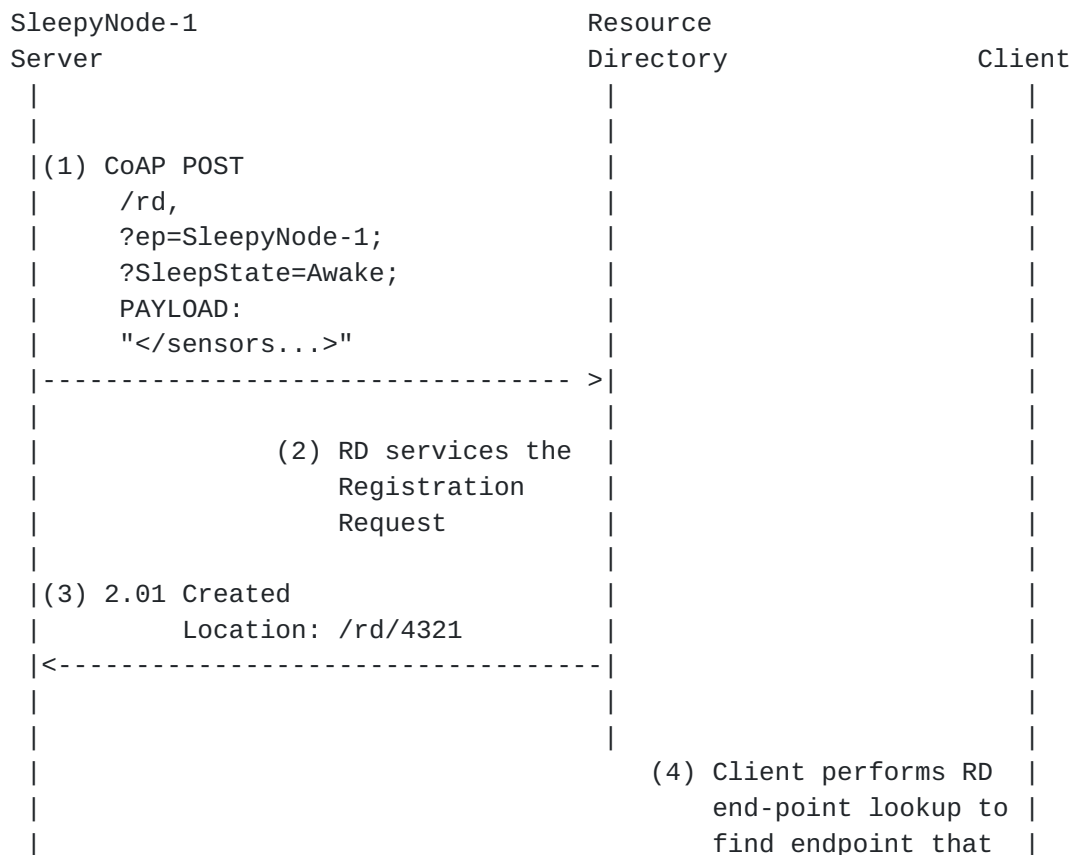 SleepyNode-1 Resource
Server Directory Client
(1) CoAP POST
/rd,
?ep=SleepyNode-1;
?SleepState=Awake;
PAYLOAD:
"</sensors...>"
(2) RD services the
Registration
Request
(3) 2.01 Created
Location: /rd/4321
(4) Client performs RD
end-point lookup to
find endpoint that